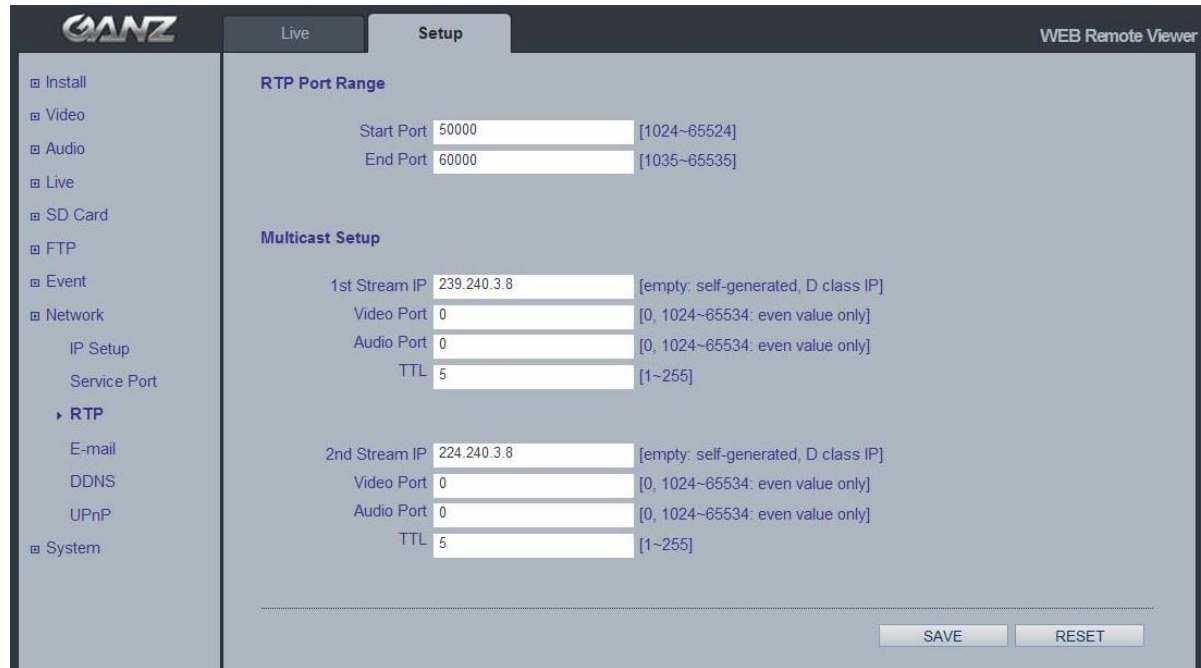 GANZ
Live
Setup
WEB Remote Viewer
Install
Video
Audio
Live
SD Card
FTP
Event
Network
IP Setup
Service Port
RTP
E-mail
DDNS
UPnP
System
RTP Port Range
Start Port 50000 [1024~65524]
End Port 60000 [1035~65535]
Multicast Setup
1st Stream IP 239.240.3.8 [empty: self-generated, D class IP]
Video Port 0 [0, 1024~65534: even value only]
Audio Port 0 [0, 1024~65534: even value only]
TTL 5 [1~255]
2nd Stream IP 224.240.3.8 [empty: self-generated, D class IP]
Video Port 0 [0, 1024~65534: even value only]
Audio Port 0 [0, 1024~65534: even value only]
TTL 5 [1~255]
SAVE
RESET